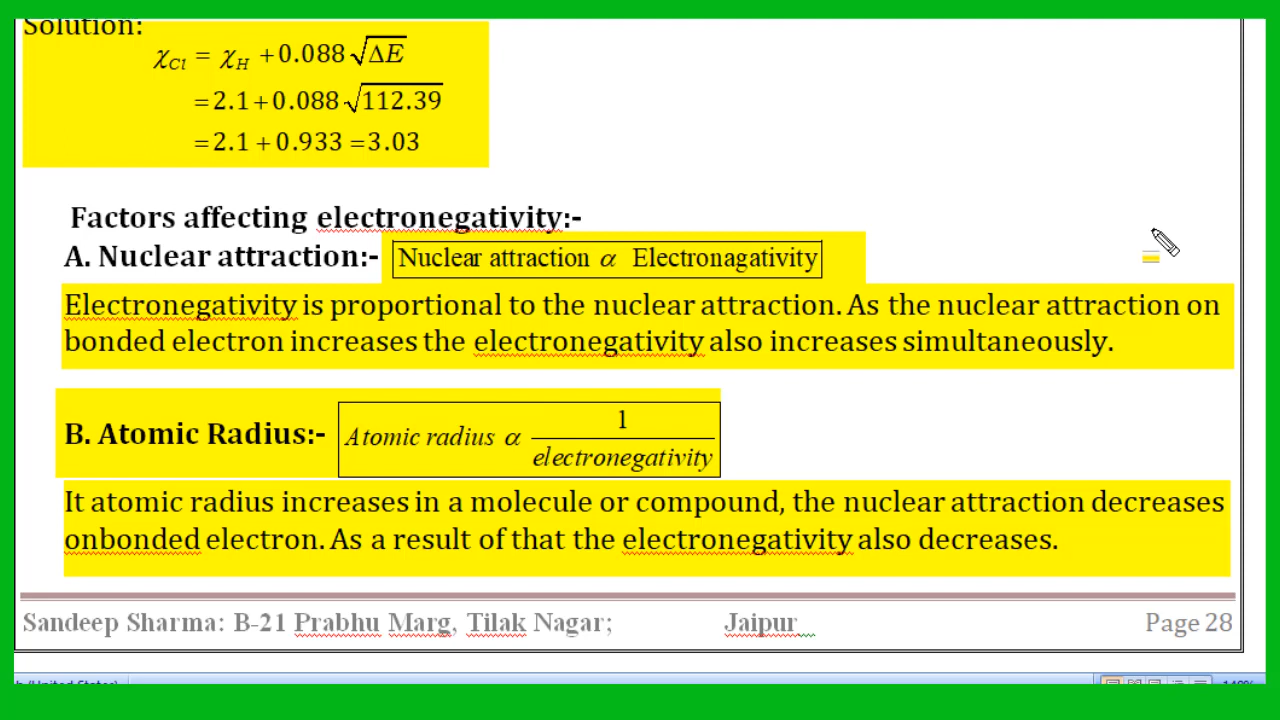 Solution:
χCl = χH + 0.088 √ΔE
= 2.1 + 0.088 √112.39
= 2.1 + 0.933 = 3.03
Factors affecting electronegativity:-
A. Nuclear attraction:- Nuclear attraction α Electronagativity
Electronegativity is proportional to the nuclear attraction. As the nuclear attraction on
bonded electron increases the electronegativity also increases simultaneously.
B. Atomic Radius:- Atomic radius α 1/electronegativity
It atomic radius increases in a molecule or compound, the nuclear attraction decreases
onbonded electron. As a result of that the electronegativity also decreases.
Sandeep Sharma: B-21 Prabhu Marg, Tilak Nagar; Jaipur Page 28
(United States) 140%